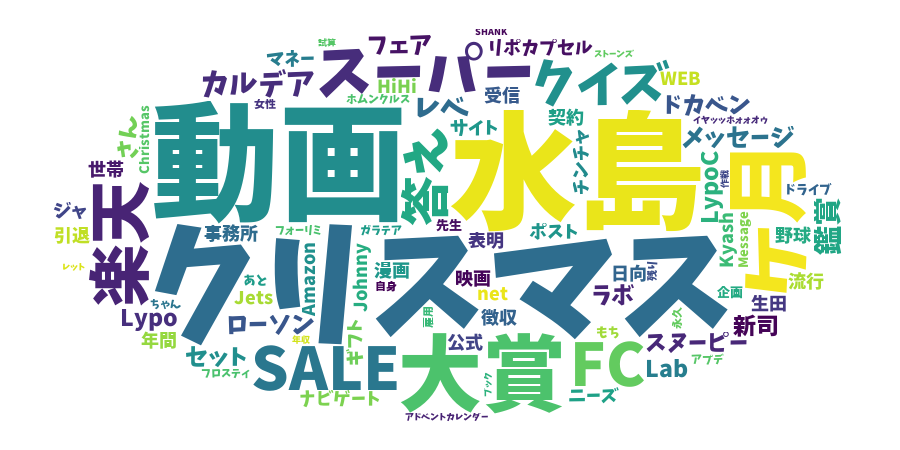 SHANK
試算
フェア
リポカプセル
マネー
スーパー
ストーンズ
カルデア
HiHi
クイズ
WEB
女性
ホムンクルス
レベ
受信
ドカベン
Christmas
さん
動画
答え
サイト
契約
イヤッッホォォオゥ
メッセージ
水島
チンチャ
世帯
LypoC
作戦
ヶ月
ドライブ
楽天
ジャ
引退
事務所
フォーリミ
ガラテア
先生
表明
ポスト
Kyash
Message
野球
鑑賞
レット
クリスマス
Amazon
Johnny
漫画
自身
映画
net
日向
残り
ラボ
企画
流行
あと
Jets
ちゃん
Lypo
ローソン
年間
年収
ギフト
公式
雇用
徴収
もち
永久
生田
新司
スヌーピー
アプデ
セット
フロスティ
SALE
大賞
フック
FC
Lab
ナビゲート
ニーズ
アドベントカレンダー